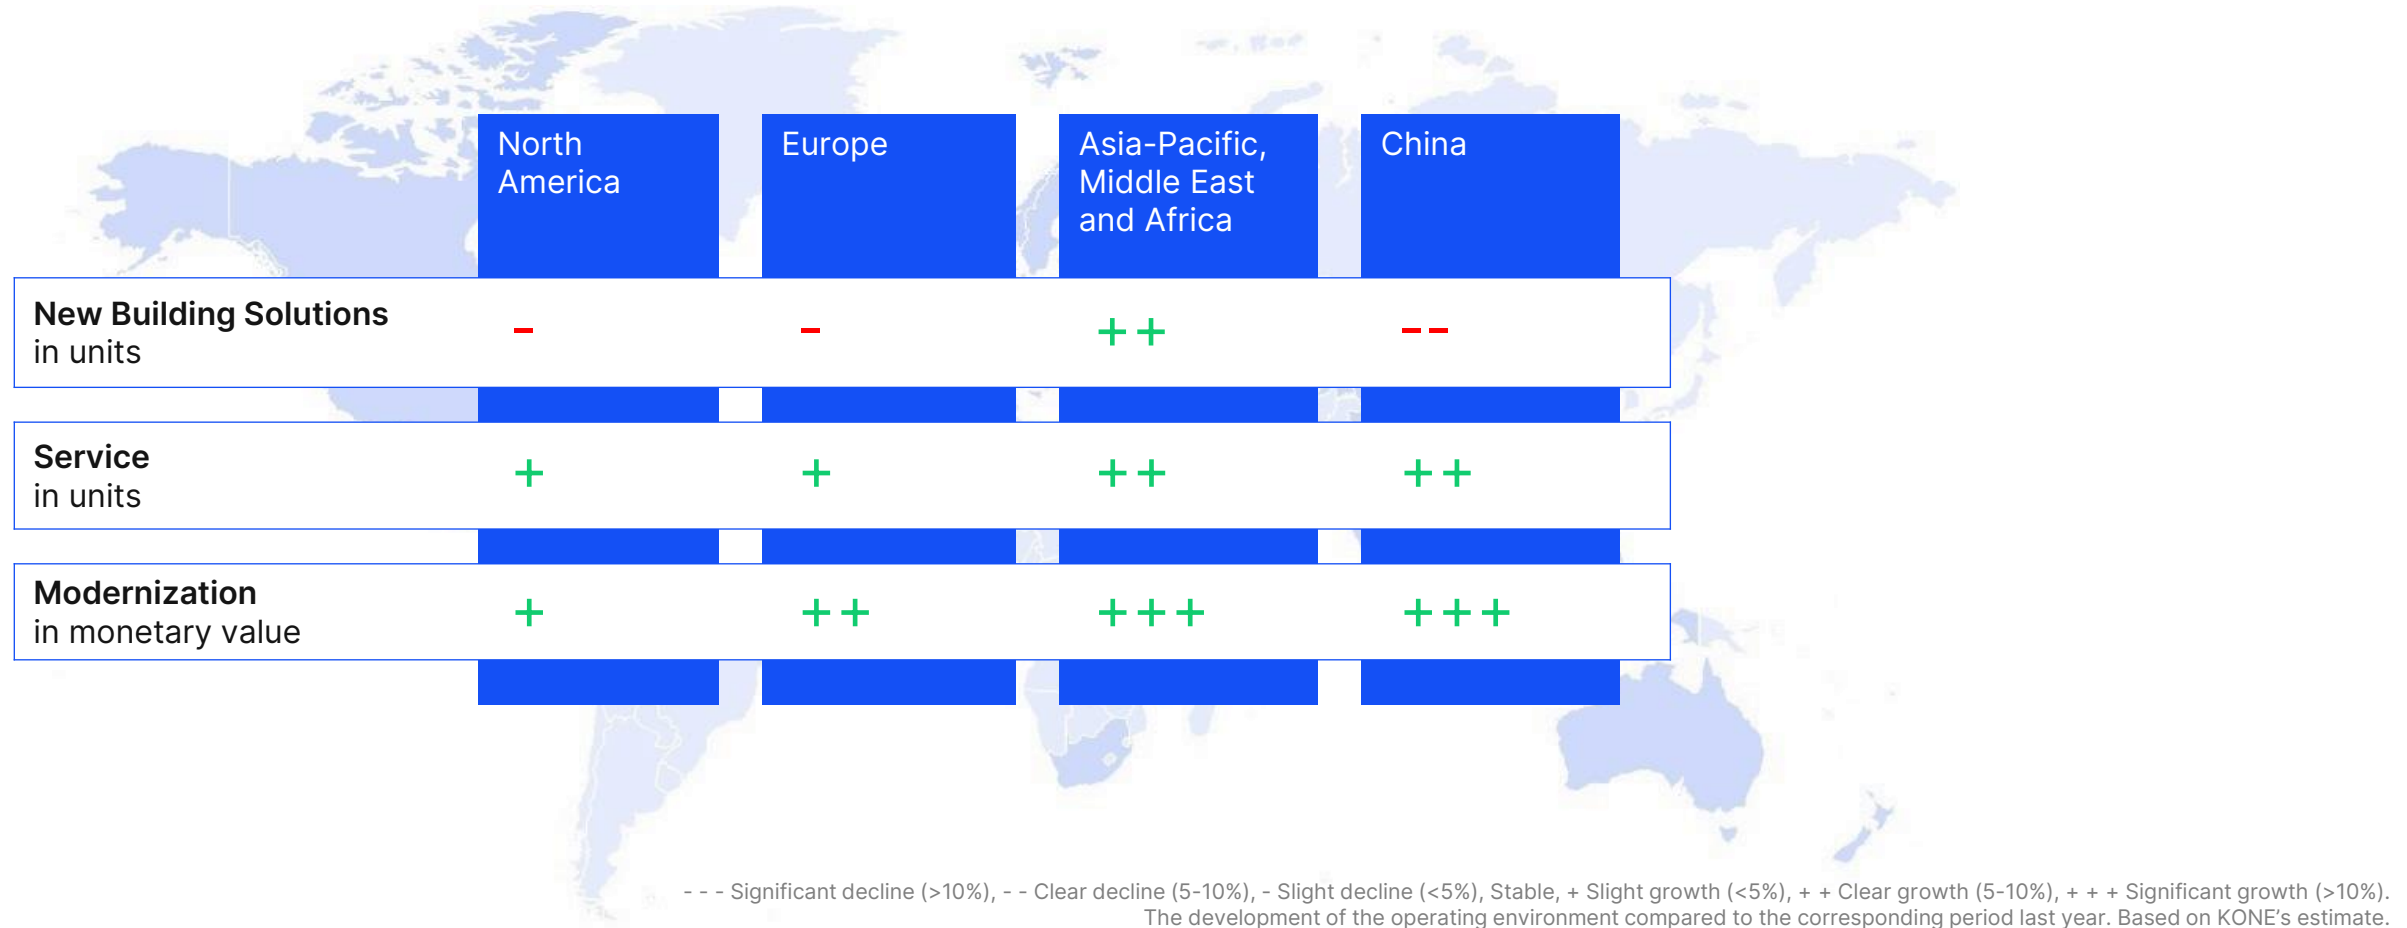 North
America
Europe
Asia-Pacific,
Middle East
and Africa
China
New Building Solutions
in units
- - ++ --
Service
in units
+ + ++ ++
Modernization
in monetary value
+ ++ +++ +++
- - - Significant decline (>10%), - - Clear decline (5-10%), - Slight decline (<5%), Stable, + Slight growth (<5%), + + Clear growth (5-10%), + + + Significant growth (>10%).
The development of the operating environment compared to the corresponding period last year. Based on KONE’s estimate.